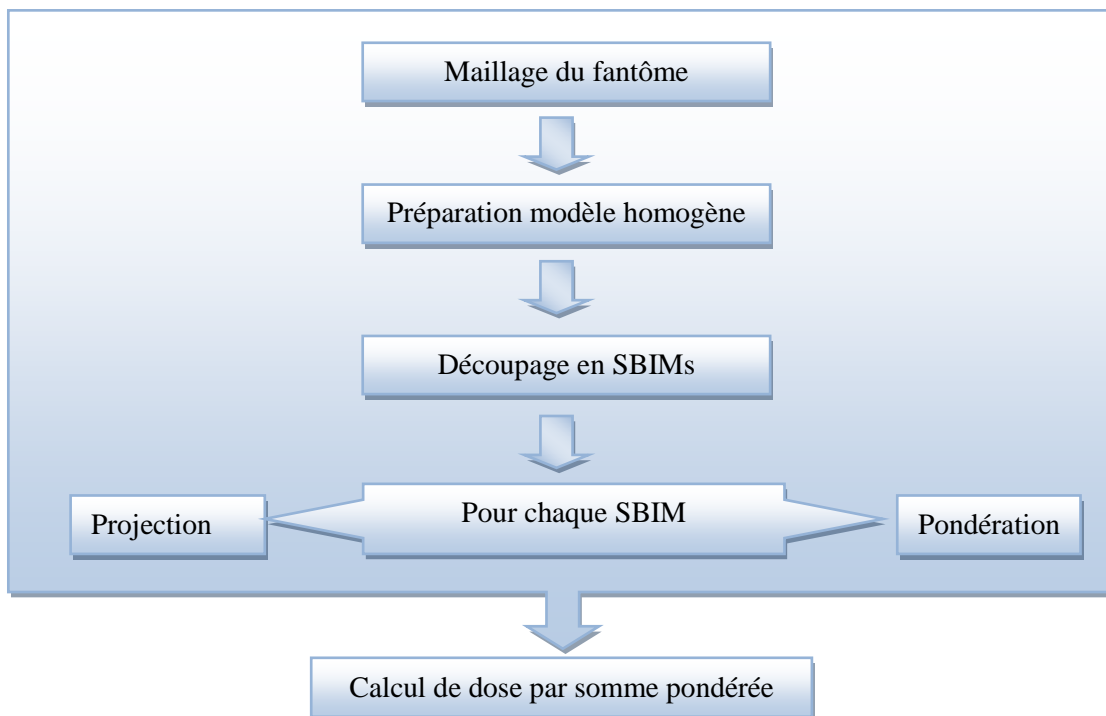 Maillage du fantôme
Préparation modèle homogène
Découpage en SBIMs
Projection
Pour chaque SBIM
Pondération
Calcul de dose par somme pondérée